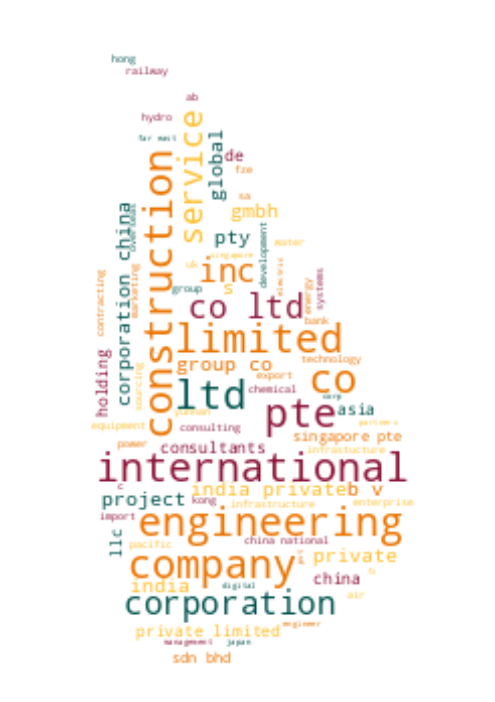 hong
railway
ab
hydro
far east
service
global
de
fze
construction
sa
gmbh
corporation china
overseas
pty
development
water
singapore
uk
inc
electric
contracting
marketing
group
s
energy
systems
co ltd
bank
limited
holding
technology
group co
export
co
sourcing
ltd
chemical
corp
pte
asia
yunnan
partners
equipment
consulting
singapore pte
power
consultants
infrastucture
international
c
india private
b v
project
kong
infrastructure
enterprise
import
engineering
llc
china national
pacific
company
private
india
digital
china
air
corporation
engineer
private limited
management
japan
sdn bhd